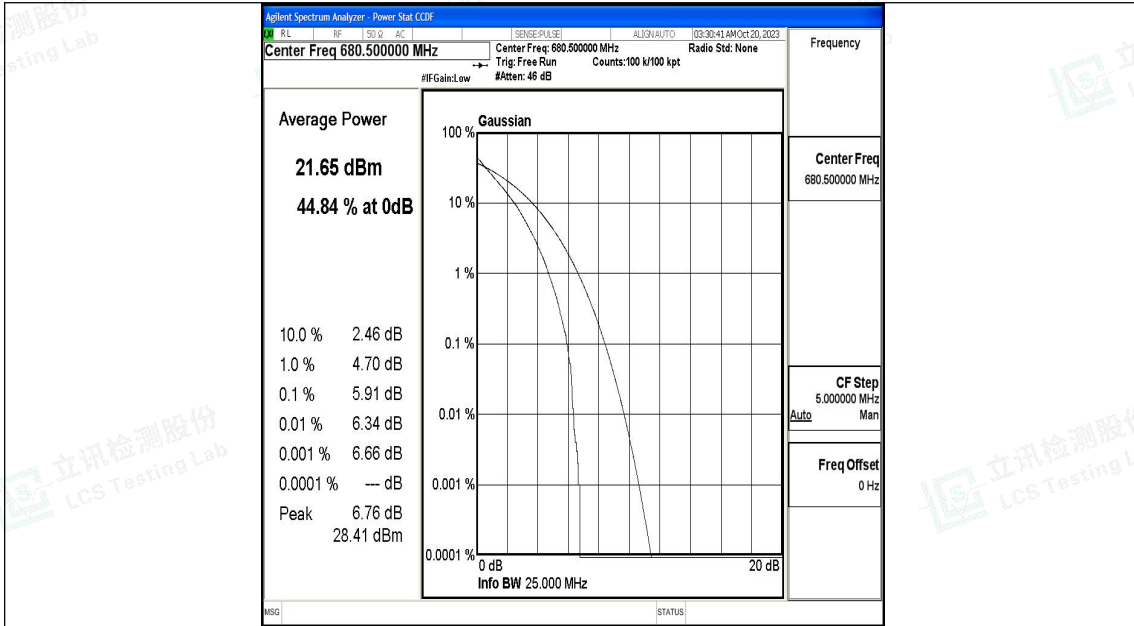 Agilent Spectrum Analyzer - Power Stat CCDF
RL RF 50 Ω AC SENSE:PULSE ALIGNAUTO 03:30:41 AM Oct 20, 2023
Center Freq 680.500000 MHz
Center Freq: 680.500000 MHz Radio Std: None
Trig: Free Run Counts:100 k/100 kpt
#IFGain:Low #Atten: 46 dB
Frequency
Average Power
21.65 dBm
44.84 % at 0dB
10.0 % 2.46 dB
1.0 % 4.70 dB
0.1 % 5.91 dB
0.01 % 6.34 dB
0.001 % 6.66 dB
0.0001 % --- dB
Peak 6.76 dB
28.41 dBm
Gaussian
100 %
10 %
1 %
0.1 %
0.01 %
0.001 %
0.0001 %
0 dB 20 dB
Info BW 25.000 MHz
Center Freq
680.500000 MHz
CF Step
5.000000 MHz
Auto Man
Freq Offset
0 Hz
MSG STATUS
立讯检测股份
LCS Testing Lab